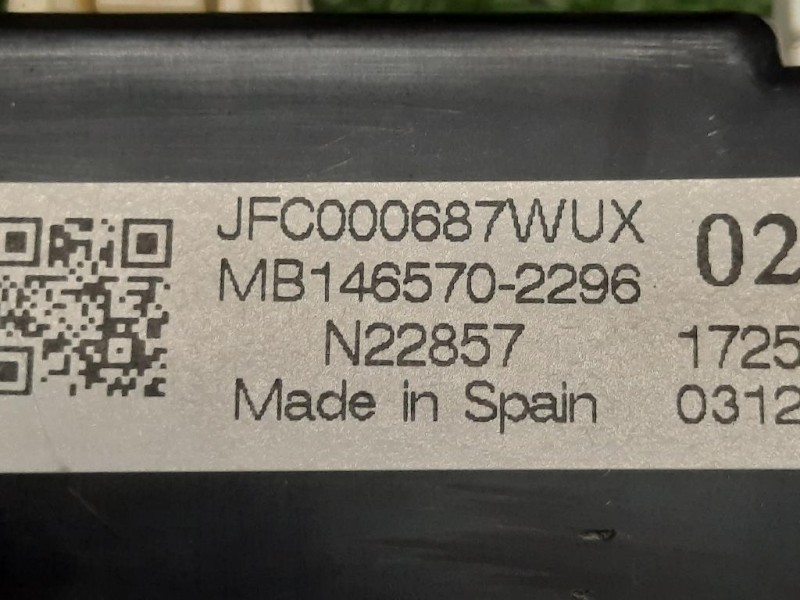 JFC000687WUX
MB146570-2296
N22857
Made in Spain
02
1725
0312